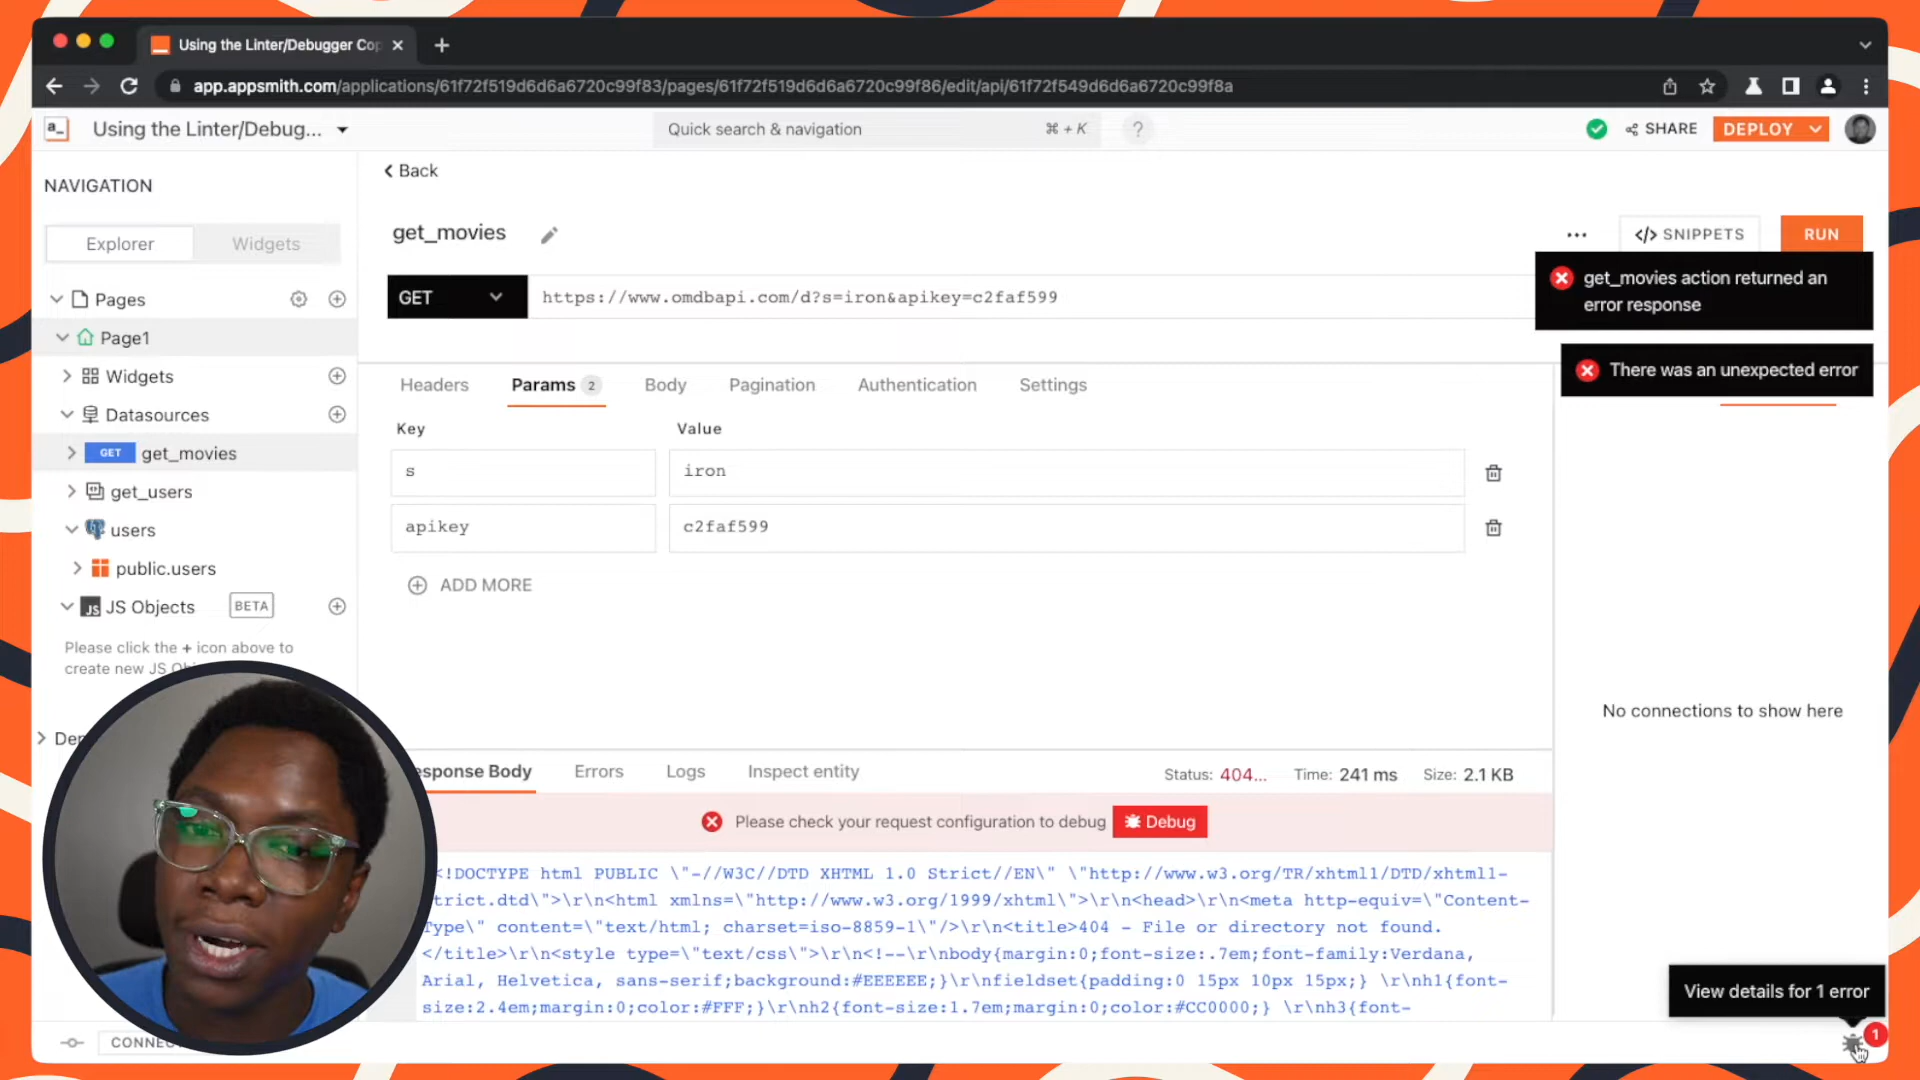 Using the Linter/Debugger Cop
app.appsmith.com/applications/61f72f519d6d6a6720c99f83/pages/61f72f519d6d6a6720c99f86/edit/api/61f72f549d6d6a6720c99f8a
a_
Using the Linter/Debug...
Quick search & navigation
⌘ + K
?
SHARE
DEPLOY
Back
NAVIGATION
Explorer
Widgets
get_movies
</> SNIPPETS
RUN
GET
https://www.omdbapi.com/d?s=iron&apikey=c2faf599
get_movies action returned an
error response
There was an unexpected error
Pages
Page1
Widgets
Datasources
GET get_movies
get_users
users
public.users
JS JS Objects
BETA
Please click the + icon above to
create new JS Obj
Headers
Params 2
Body
Pagination
Authentication
Settings
Key
Value
s
iron
apikey
c2faf599
ADD MORE
No connections to show here
esponse Body
Errors
Logs
Inspect entity
Status: 404...
Time: 241 ms
Size: 2.1 KB
Please check your request configuration to debug
Debug
<!DOCTYPE html PUBLIC \"-//W3C//DTD XHTML 1.0 Strict//EN\" \"http://www.w3.org/TR/xhtml1/DTD/xhtml1-
trict.dtd\">\r\n<html xmlns=\"http://www.w3.org/1999/xhtml\">\r\n<head>\r\n<meta http-equiv=\"Content-
Type\" content=\"text/html; charset=iso-8859-1\"/>\r\n<title>404 - File or directory not found.
</title>\r\n<style type=\"text/css\">\r\n<!--\r\nbody{margin:0;font-size:.7em;font-family:Verdana,
Arial, Helvetica, sans-serif;background:#EEEEEE;}\r\nfieldset{padding:0 15px 10px 15px;} \r\nh1{font-
size:2.4em;margin:0;color:#FFF;}\r\nh2{font-size:1.7em;margin:0;color:#CC0000;} \r\nh3{font-
View details for 1 error
1